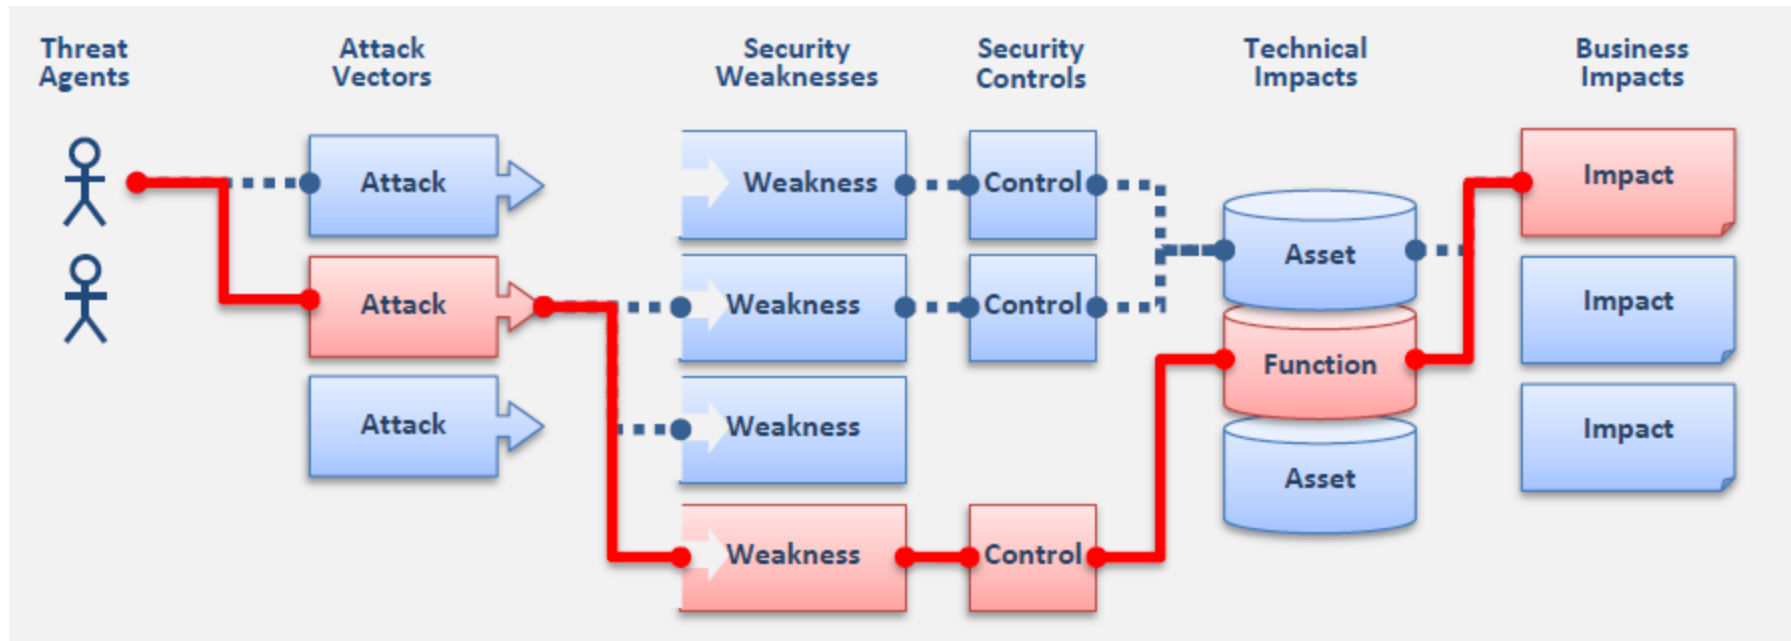 Threat
Agents
Attack
Vectors
Security
Weaknesses
Security
Controls
Technical
Impacts
Business
Impacts
Attack
Weakness
Control
Impact
Asset
Attack
Weakness
Control
Impact
Function
Attack
Weakness
Impact
Asset
Weakness
Control